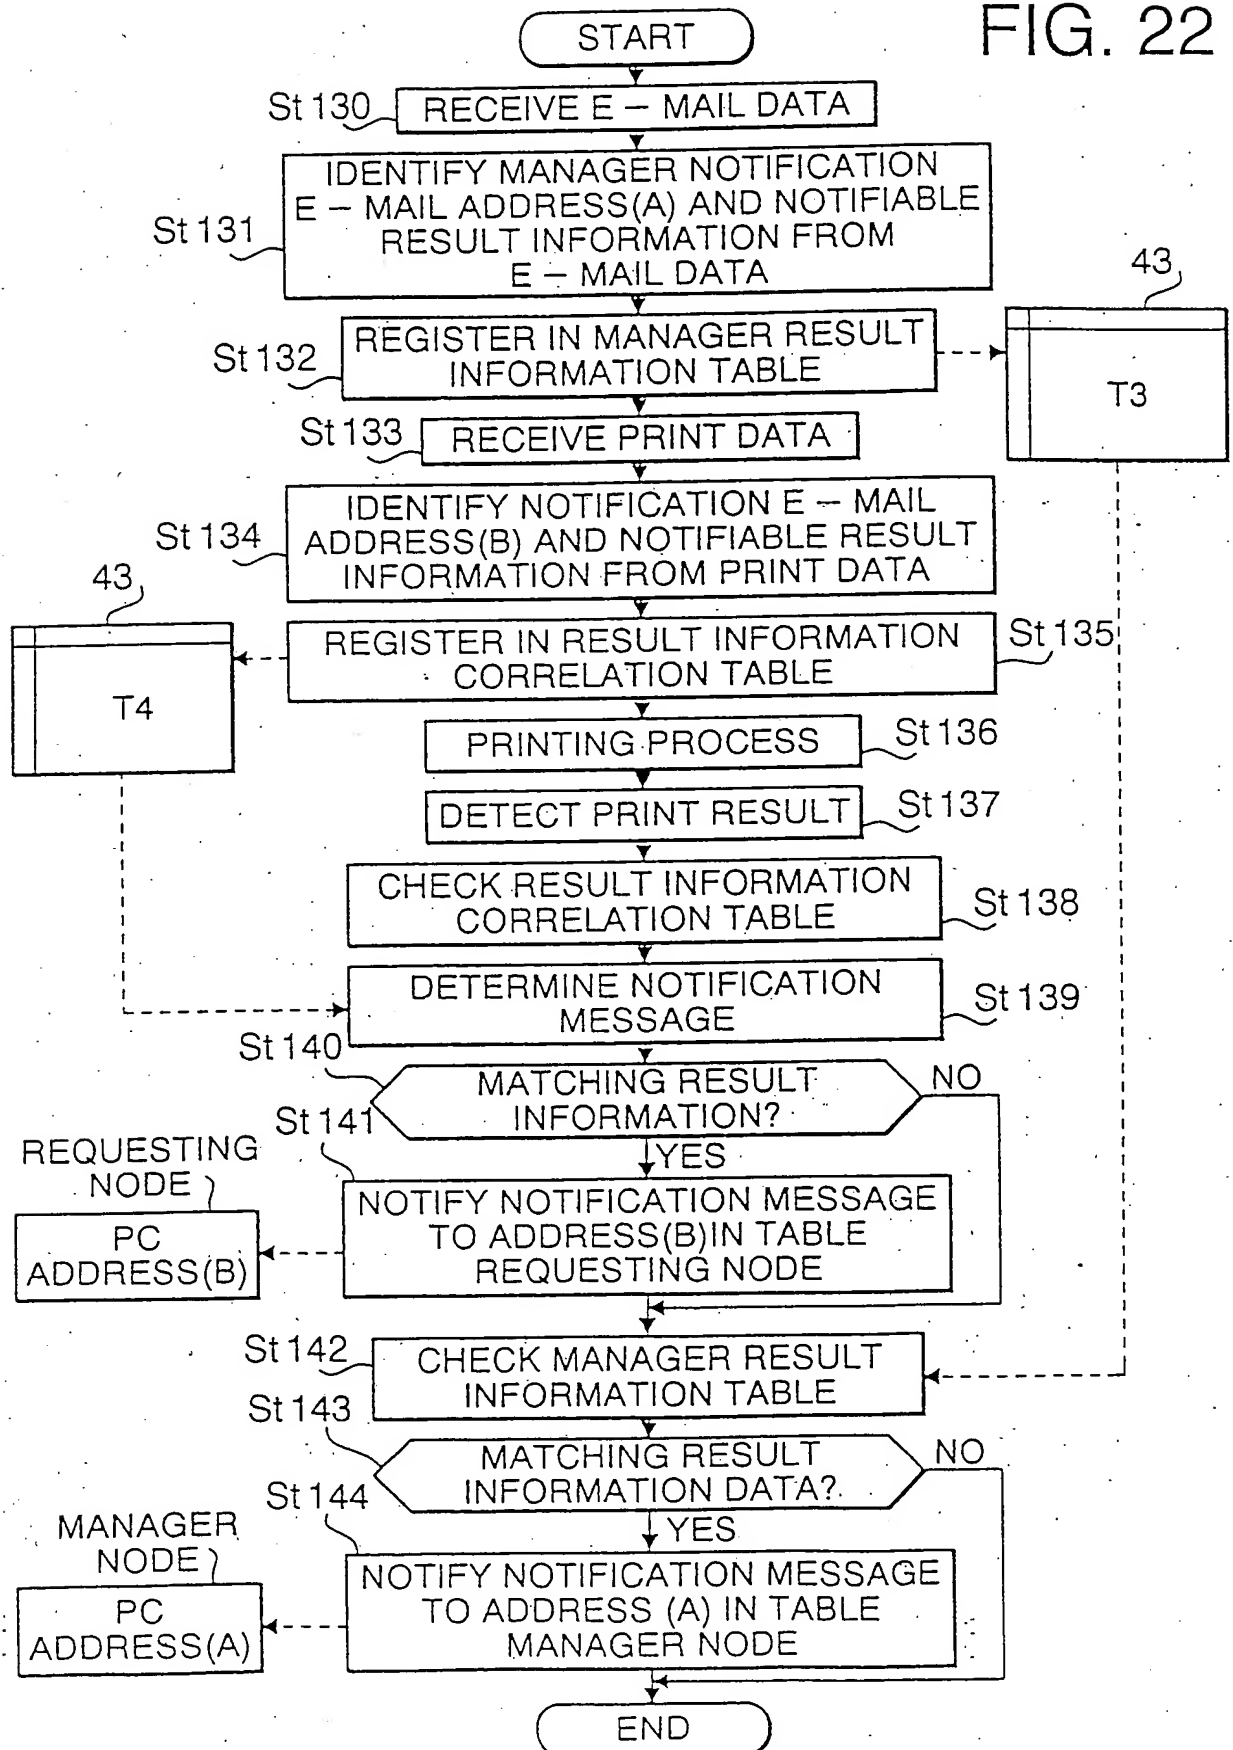 FIG. 22
START
St 130
RECEIVE E – MAIL DATA
St 131
IDENTIFY MANAGER NOTIFICATION
E – MAIL ADDRESS(A) AND NOTIFIABLE
RESULT INFORMATION FROM
E – MAIL DATA
43
St 132
REGISTER IN MANAGER RESULT
INFORMATION TABLE
T3
St 133
RECEIVE PRINT DATA
St 134
IDENTIFY NOTIFICATION E – MAIL
ADDRESS(B) AND NOTIFIABLE RESULT
INFORMATION FROM PRINT DATA
43
T4
REGISTER IN RESULT INFORMATION
CORRELATION TABLE
St 135
PRINTING PROCESS
St 136
DETECT PRINT RESULT
St 137
CHECK RESULT INFORMATION
CORRELATION TABLE
St 138
DETERMINE NOTIFICATION
MESSAGE
St 139
St 140
MATCHING RESULT
INFORMATION?
NO
YES
St 141
REQUESTING
NODE
PC
ADDRESS(B)
NOTIFY NOTIFICATION MESSAGE
TO ADDRESS(B)IN TABLE
REQUESTING NODE
St 142
CHECK MANAGER RESULT
INFORMATION TABLE
St 143
MATCHING RESULT
INFORMATION DATA?
NO
YES
St 144
MANAGER
NODE
PC
ADDRESS(A)
NOTIFY NOTIFICATION MESSAGE
TO ADDRESS (A) IN TABLE
MANAGER NODE
END